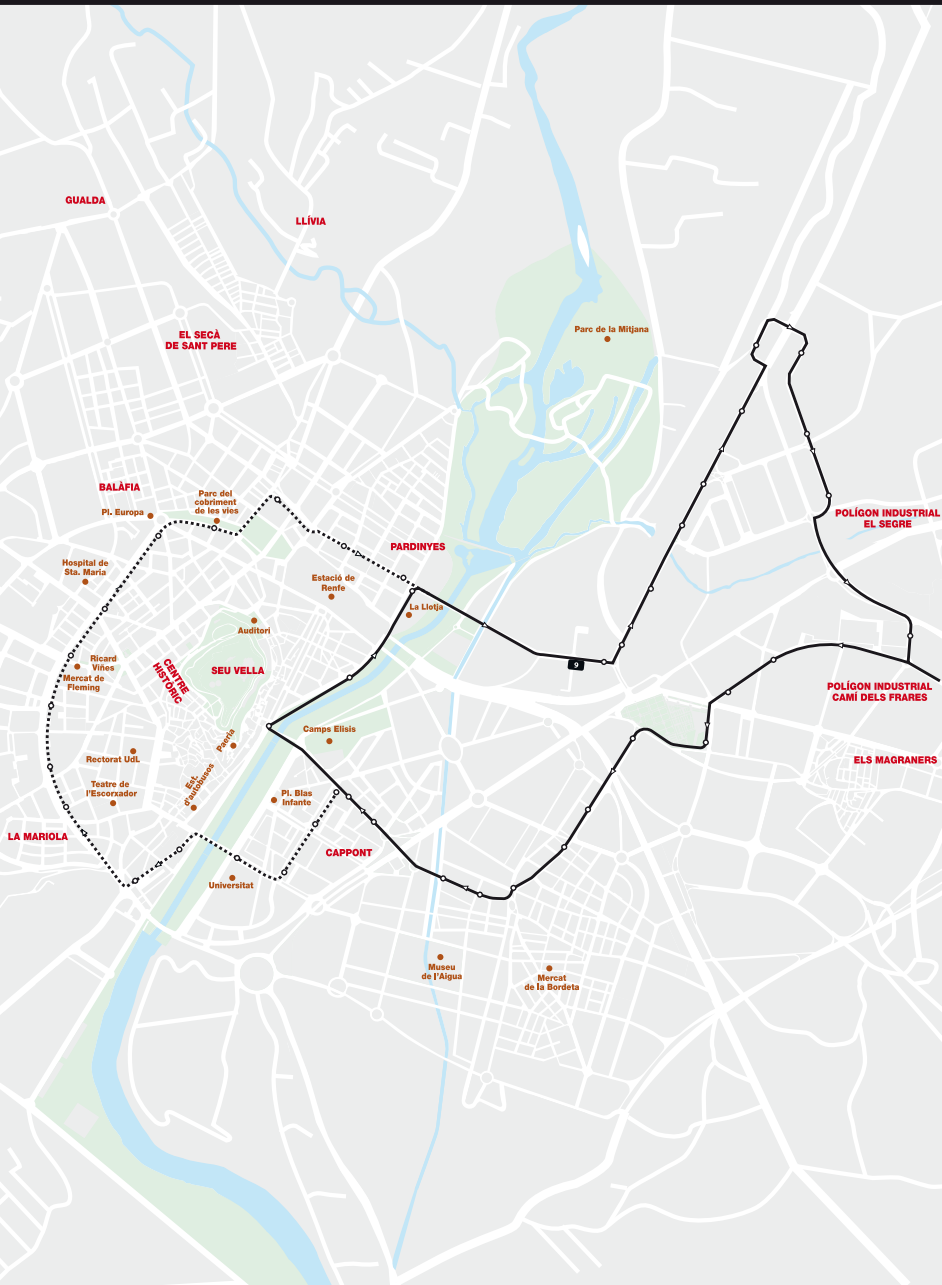 GUALDA
LLÍVIA
Parc de la Mitjana
EL SECÀ
DE SANT PERE
BALÀFIA
Pl. Europa
Parc del
cobriment
de les vies
POLÍGON INDUSTRIAL
EL SEGRE
PARDINYES
Hospital de
Sta. Maria
Estació de
Renfe
La Llotja
Auditori
Ricard
Viñes
Mercat de
Fleming
CENTRE
HISTÒRIC
SEU VELLA
9
POLÍGON INDUSTRIAL
CAMÍ DELS FRARES
Camps Elisis
Paeria
Rectorat UdL
ELS MAGRANERS
Teatre de
l'Escorxador
Est.
d'autobusos
Pl. Blas
Infante
LA MARIOLA
CAPPONT
Universitat
Museu
de l'Aigua
Mercat
de la Bordeta